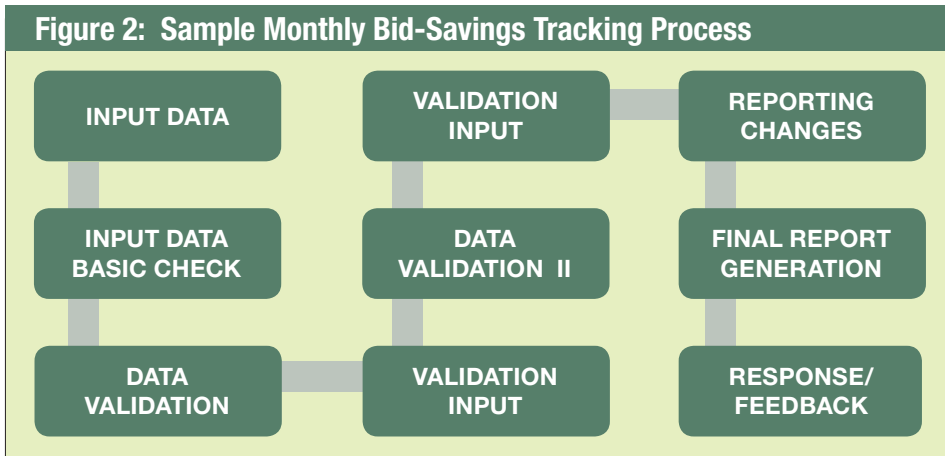 Figure 2: Sample Monthly Bid-Savings Tracking Process
INPUT DATA
INPUT DATA
BASIC CHECK
DATA
VALIDATION
VALIDATION
INPUT
DATA
VALIDATION II
VALIDATION
INPUT
REPORTING
CHANGES
FINAL REPORT
GENERATION
RESPONSE/
FEEDBACK